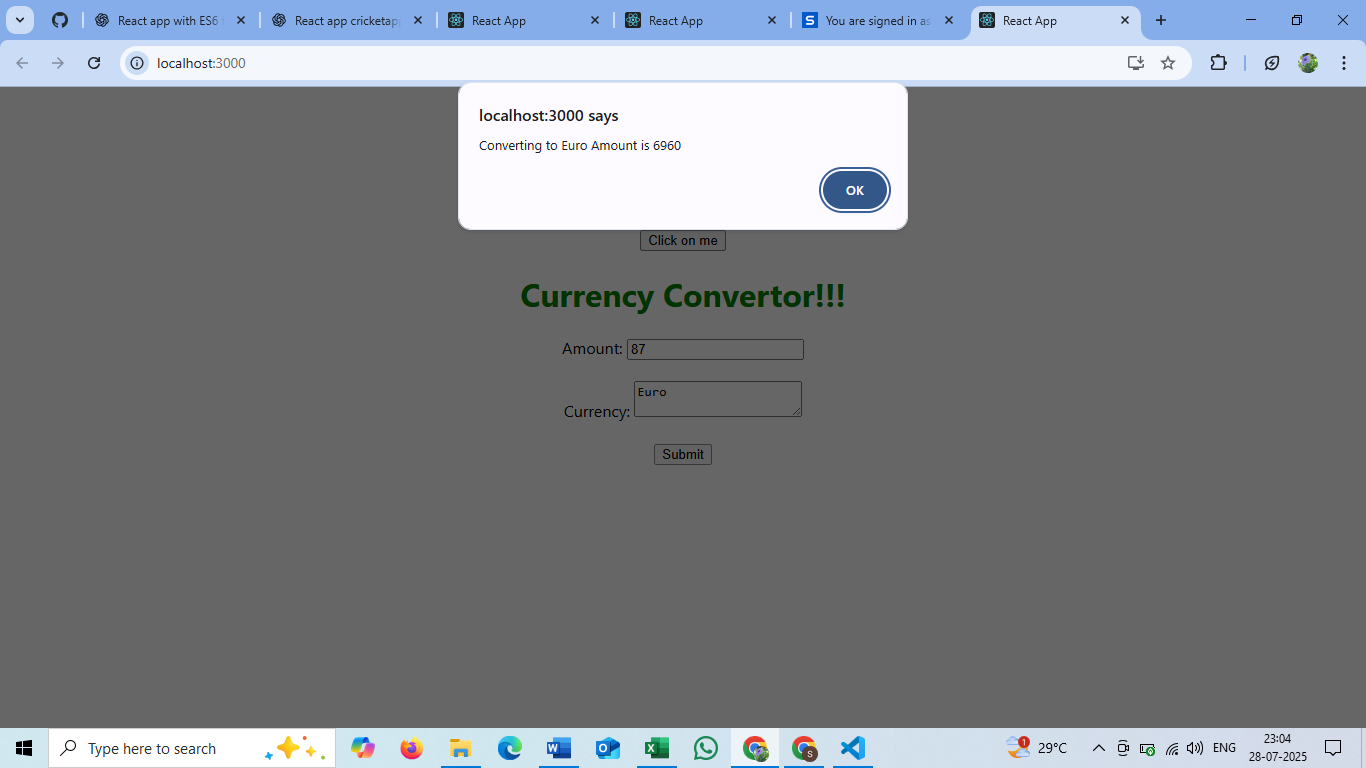 React app with ES6
React app cricketapp
React App
React App
You are signed in as
React App
localhost:3000
localhost:3000 says
Converting to Euro Amount is 6960
OK
Click on me
Currency Convertor!!!
Amount: 87
Currency: Euro
Submit
Type here to search
1
29°C
ENG
23:04
28-07-2025